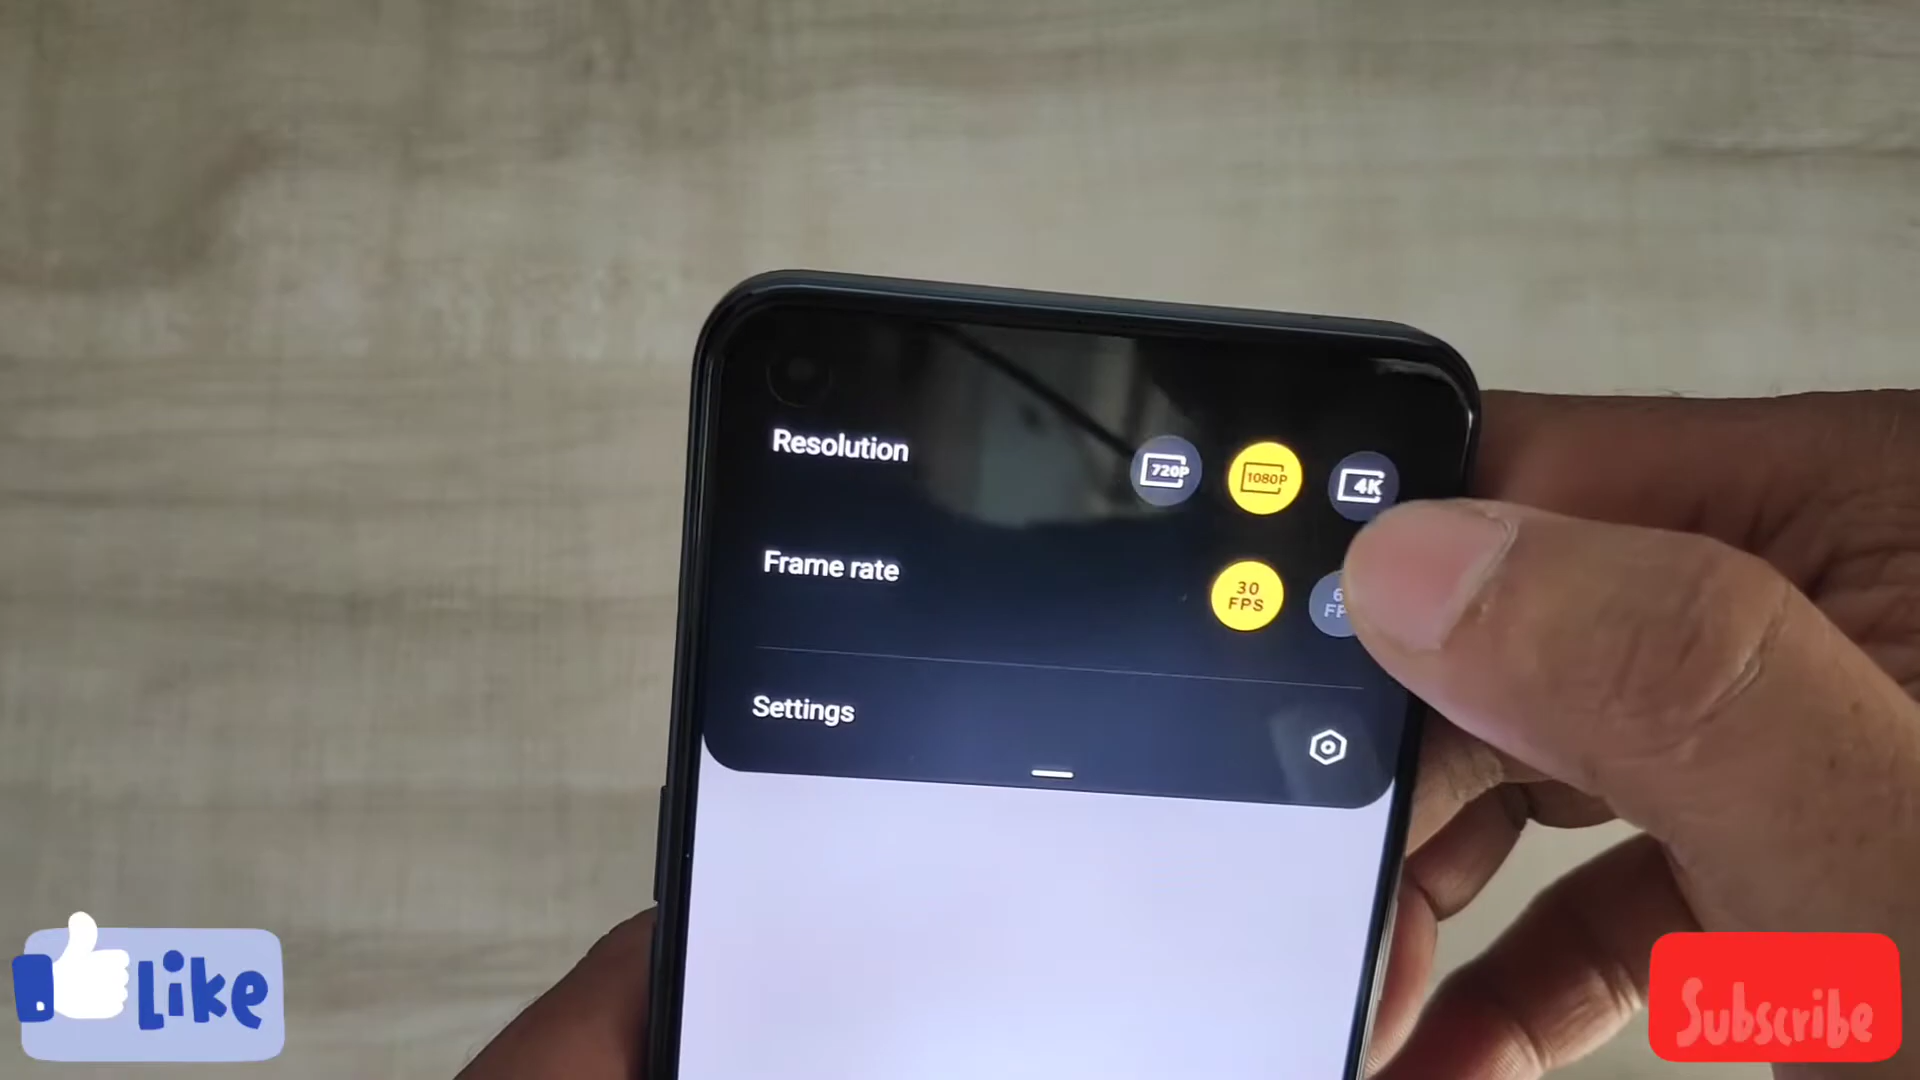 Resolution
720P
1080P
4K
Frame rate
30
FPS
Settings
Like
Subscribe